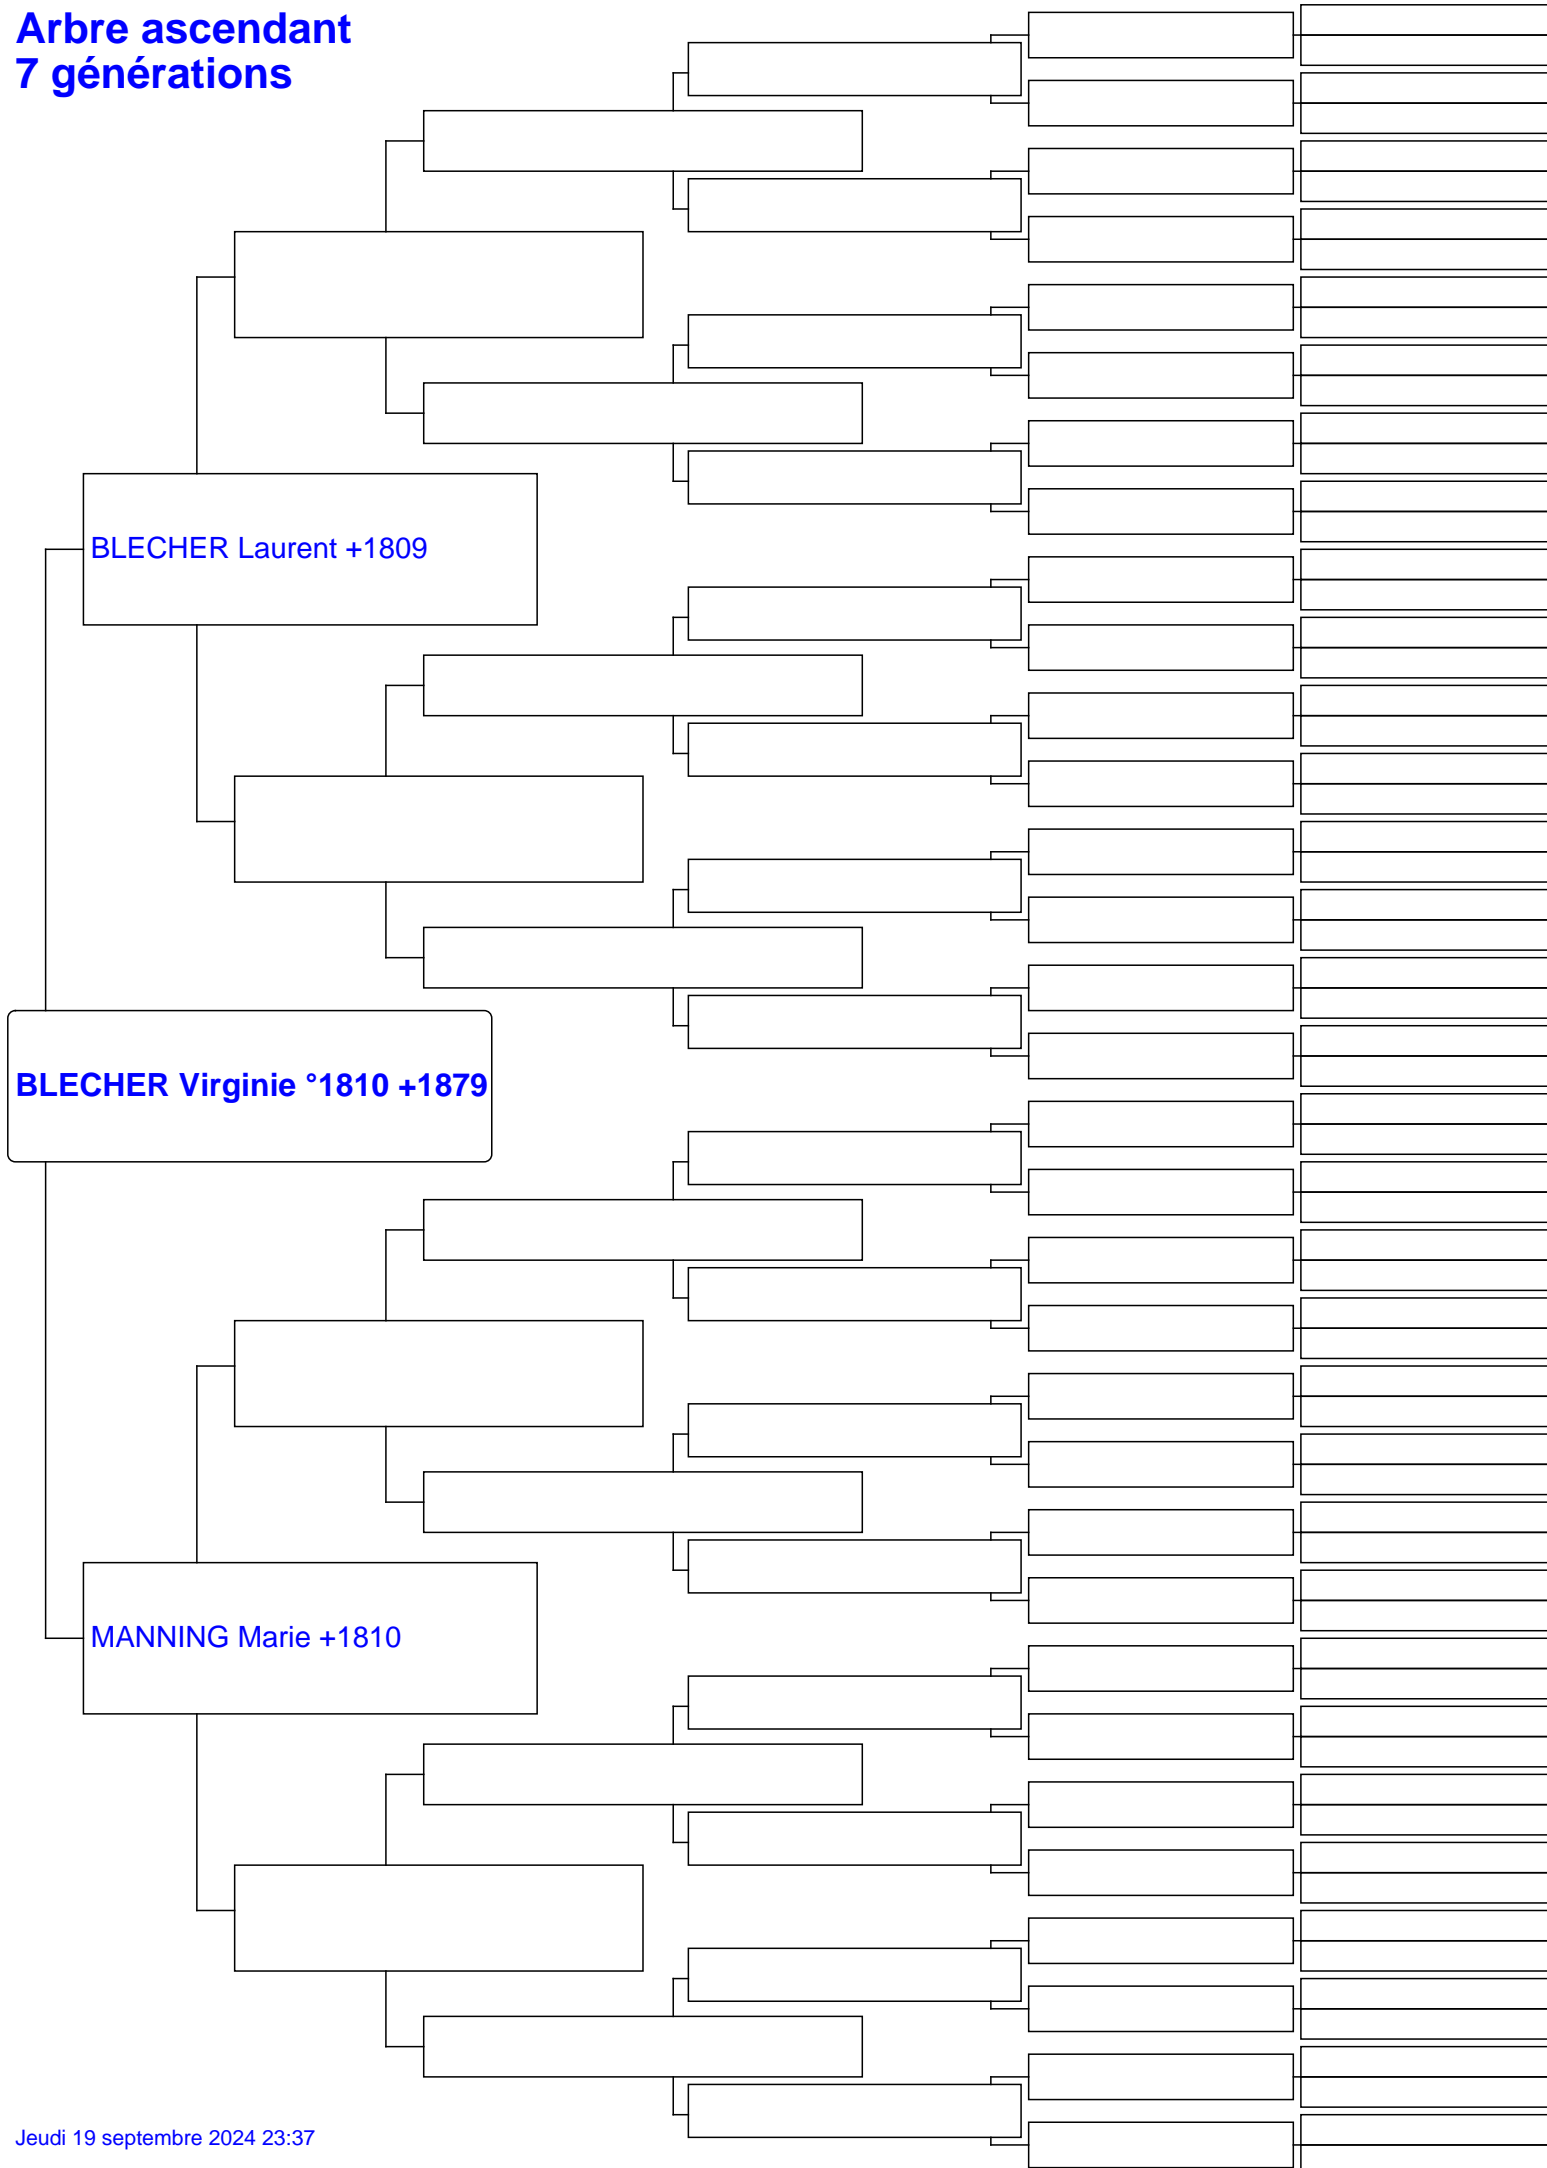 Arbre ascendant
7 générations
BLECHER Laurent +1809
BLECHER Virginie °1810 +1879
MANNING Marie +1810
Jeudi 19 septembre 2024 23:37